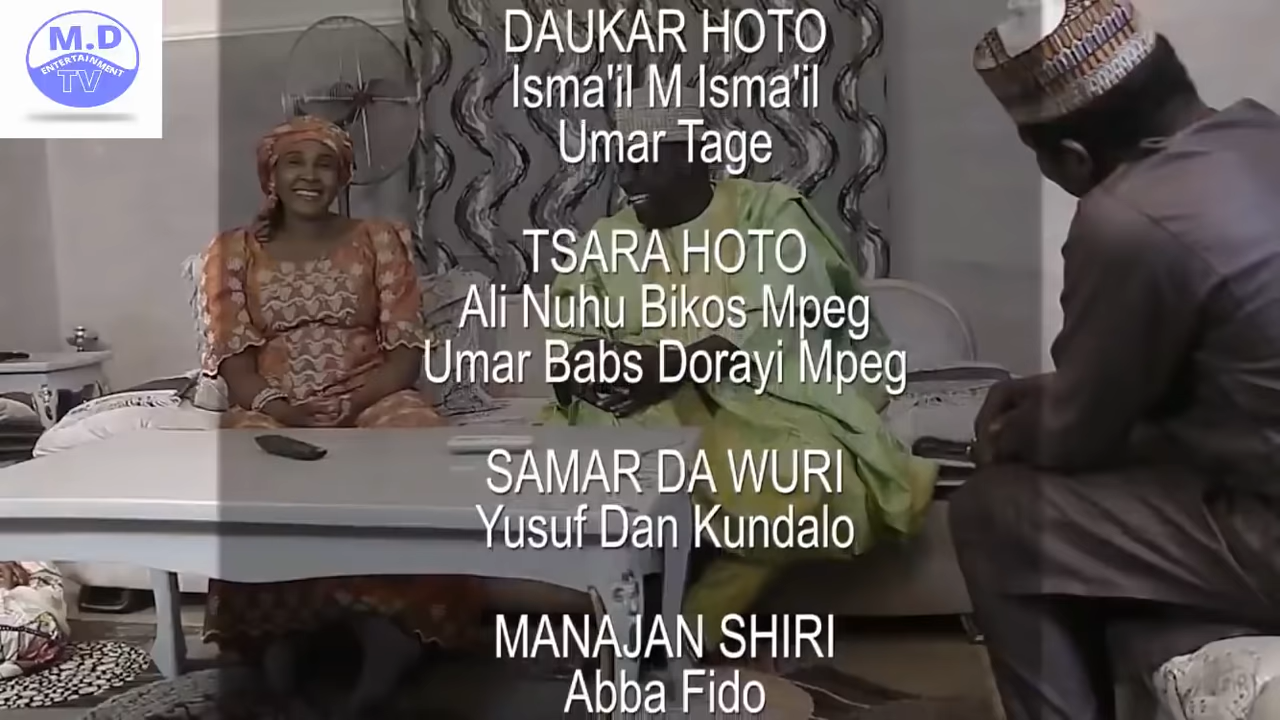 M.D
ENTERTAINMENT
TV
DAUKAR HOTO
Isma'il M Isma'il
Umar Tage
TSARA HOTO
Ali Nuhu Bikos Mpeg
Umar Babs Dorayi Mpeg
SAMAR DA WURI
Yusuf Dan Kundalo
MANAJAN SHIRI
Abba Fido